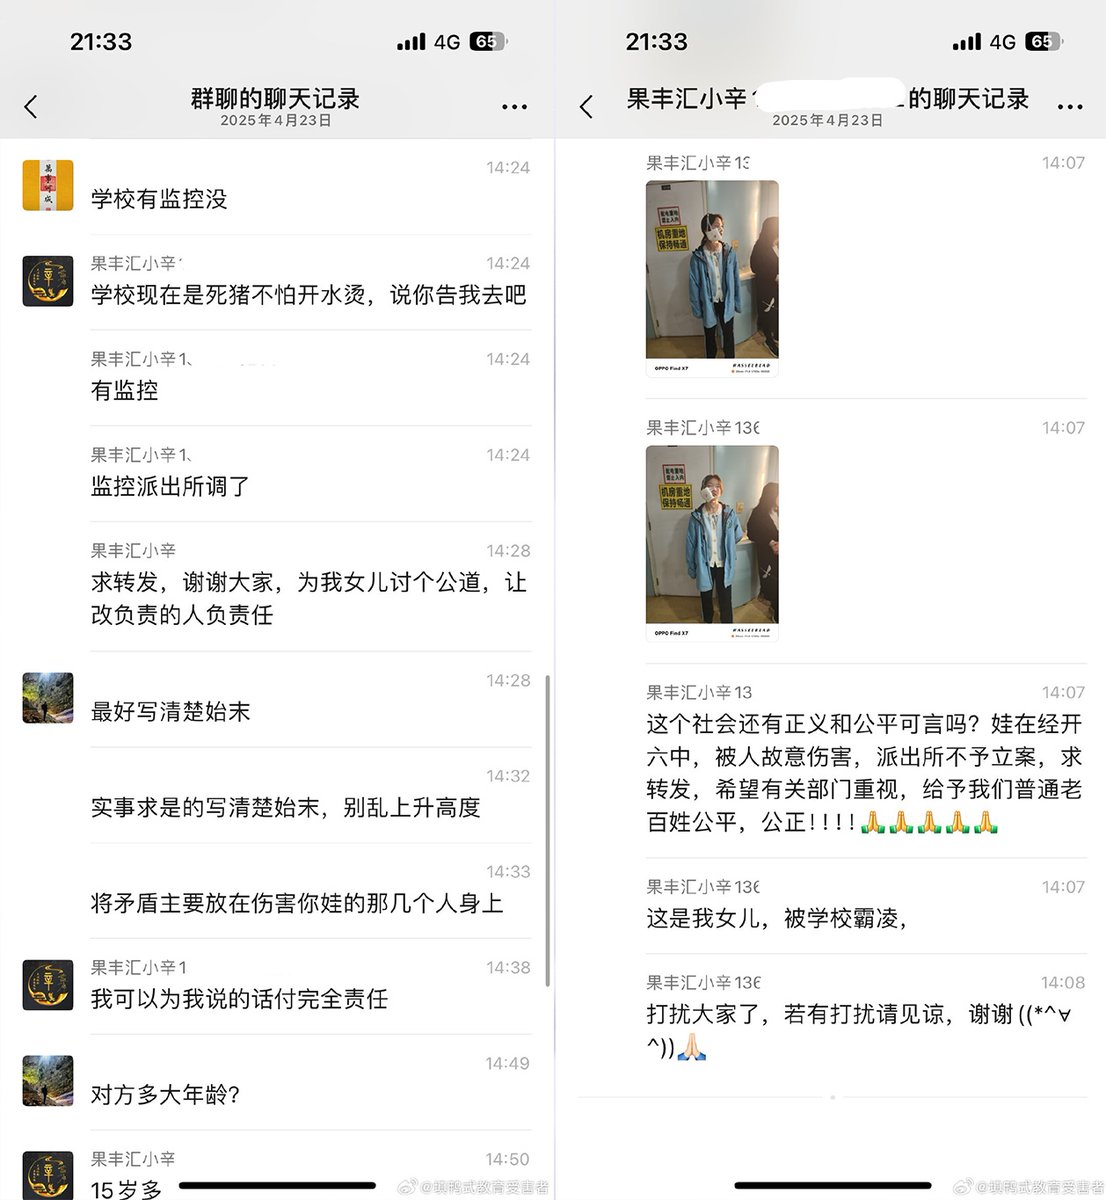 21:33
4G 65
群聊的聊天记录
2025年4月23日
14:24
学校有监控没
果丰汇小辛
14:24
学校现在是死猪不怕开水烫，说你告我去吧
果丰汇小辛1
14:24
有监控
果丰汇小辛1
14:24
监控派出所调了
果丰汇小辛
14:28
求转发，谢谢大家，为我女儿讨个公道，让
改负责的人负责任
14:28
最好写清楚始末
14:32
实事求是的写清楚始末，别乱上升高度
14:33
将矛盾主要放在伤害你娃的那几个人身上
果丰汇小辛1
14:38
我可以为我说的话付完全责任
14:49
对方多大年龄?
果丰汇小辛
14:50
15岁多
@填鸭式教育受害者
21:33
4G 65
果丰汇小辛
的聊天记录
2025年4月23日
果丰汇小辛13
14:07
配电重地
禁止入内
机房重地
保持畅通
OPPO Find X7
HASSELBLAD
果丰汇小辛136
14:07
配电重地
禁止入内
机房重地
保持畅通
OPPO Find X7
HASSELBLAD
果丰汇小辛13
14:07
这个社会还有正义和公平可言吗？娃在经开
六中，被人故意伤害，派出所不予立案，求
转发，希望有关部门重视，给予我们普通老
百姓公平，公正!!!!🙏🙏🙏🙏🙏
果丰汇小辛136
14:07
这是我女儿，被学校霸凌，
果丰汇小辛136
14:08
打扰大家了，若有打扰请见谅，谢谢((*^∀
^))🙏🏻
@填鸭式教育受害者